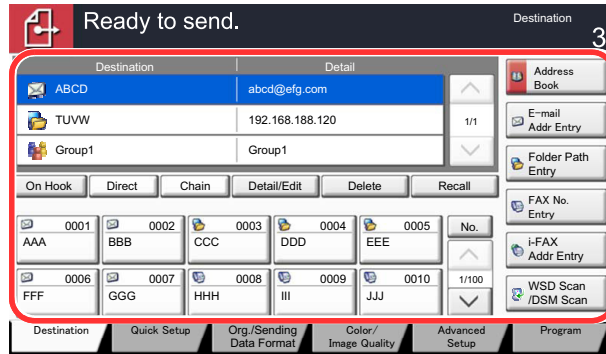 Ready to send.
Destination
3
Destination Detail
ABCD abcd@efg.com
TUVW 192.168.188.120
Group1 Group1
1/1
On Hook Direct Chain Detail/Edit Delete Recall
0001 0002 0003 0004 0005 No.
AAA BBB CCC DDD EEE
0006 0007 0008 0009 0010 1/100
FFF GGG HHH III JJJ
Address
Book
E-mail
Addr Entry
Folder Path
Entry
FAX No.
Entry
i-FAX
Addr Entry
WSD Scan
/DSM Scan
Destination Quick Setup Org./Sending
Data Format Color/
Image Quality Advanced
Setup Program